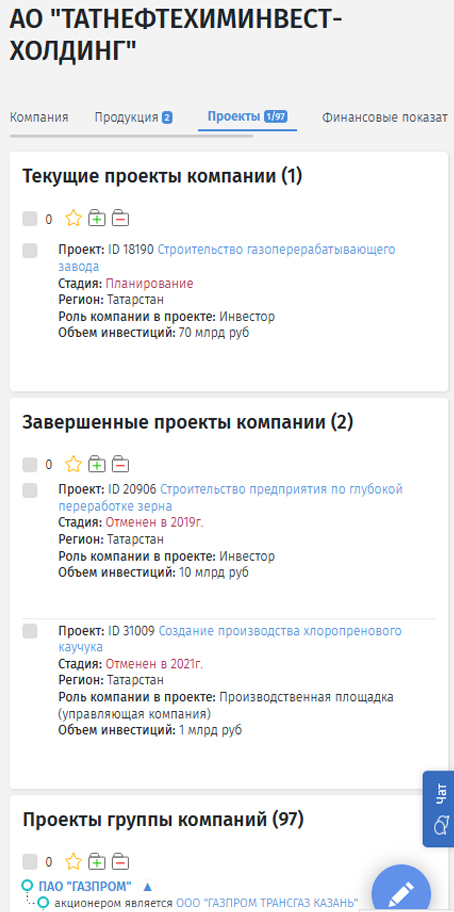 АО "ТАТНЕФТЕХИМИНВЕСТ-
ХОЛДИНГ"
Компания Продукция 2 Проекты 1/97 Финансовые показат
Текущие проекты компании (1)
0
Проект: ID 18190 Строительство газоперерабатывающего
завода
Стадия: Планирование
Регион: Татарстан
Роль компании в проекте: Инвестор
Объем инвестиций: 70 млрд руб
Завершенные проекты компании (2)
0
Проект: ID 20906 Строительство предприятия по глубокой
переработке зерна
Стадия: Отменен в 2019г.
Регион: Татарстан
Роль компании в проекте: Инвестор
Объем инвестиций: 10 млрд руб
Проект: ID 31009 Создание производства хлоропренового
каучука
Стадия: Отменен в 2021г.
Регион: Татарстан
Роль компании в проекте: Производственная площадка
(управляющая компания)
Объем инвестиций: 1 млрд руб
Чат
Проекты группы компаний (97)
0
ПАО "ГАЗПРОМ" ▲
акционером является ООО "ГАЗПРОМ ТРАНСГАЗ КАЗАНЬ"